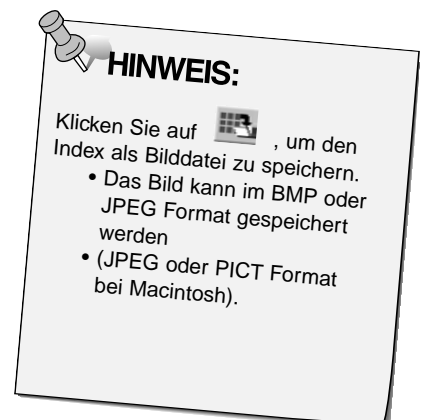 HINWEIS:
Klicken Sie auf , um den
Index als Bilddatei zu speichern.
• Das Bild kann im BMP oder
JPEG Format gespeichert
werden
• (JPEG oder PICT Format
bei Macintosh).